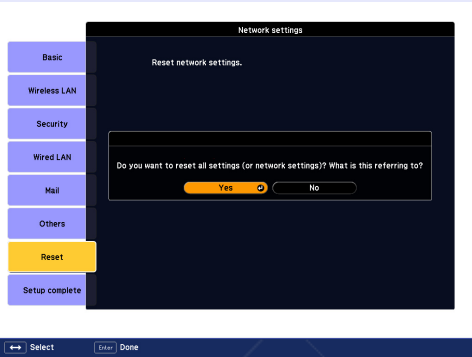 Network settings
Basic
Reset network settings.
Wireless LAN
Security
Wired LAN
Do you want to reset all settings (or network settings)? What is this referring to?
Yes
No
Mail
Others
Reset
Setup complete
Select
Enter Done